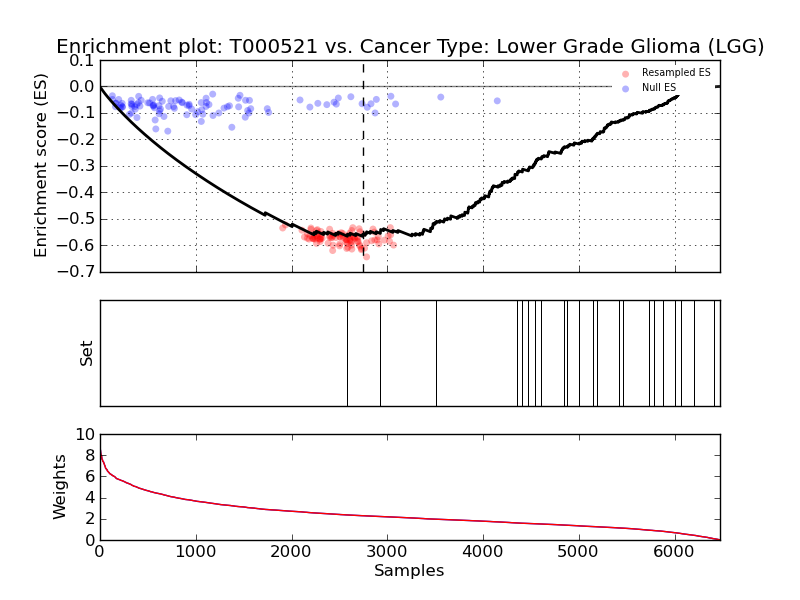 Enrichment plot: T000521 vs. Cancer Type: Lower Grade Glioma (LGG)
Enrichment score (ES)
0.1
0.0
−0.1
−0.2
−0.3
−0.4
−0.5
−0.6
−0.7
Resampled ES
Null ES
Set
Weights
10
8
6
4
2
0
0 1000 2000 3000 4000 5000 6000
Samples